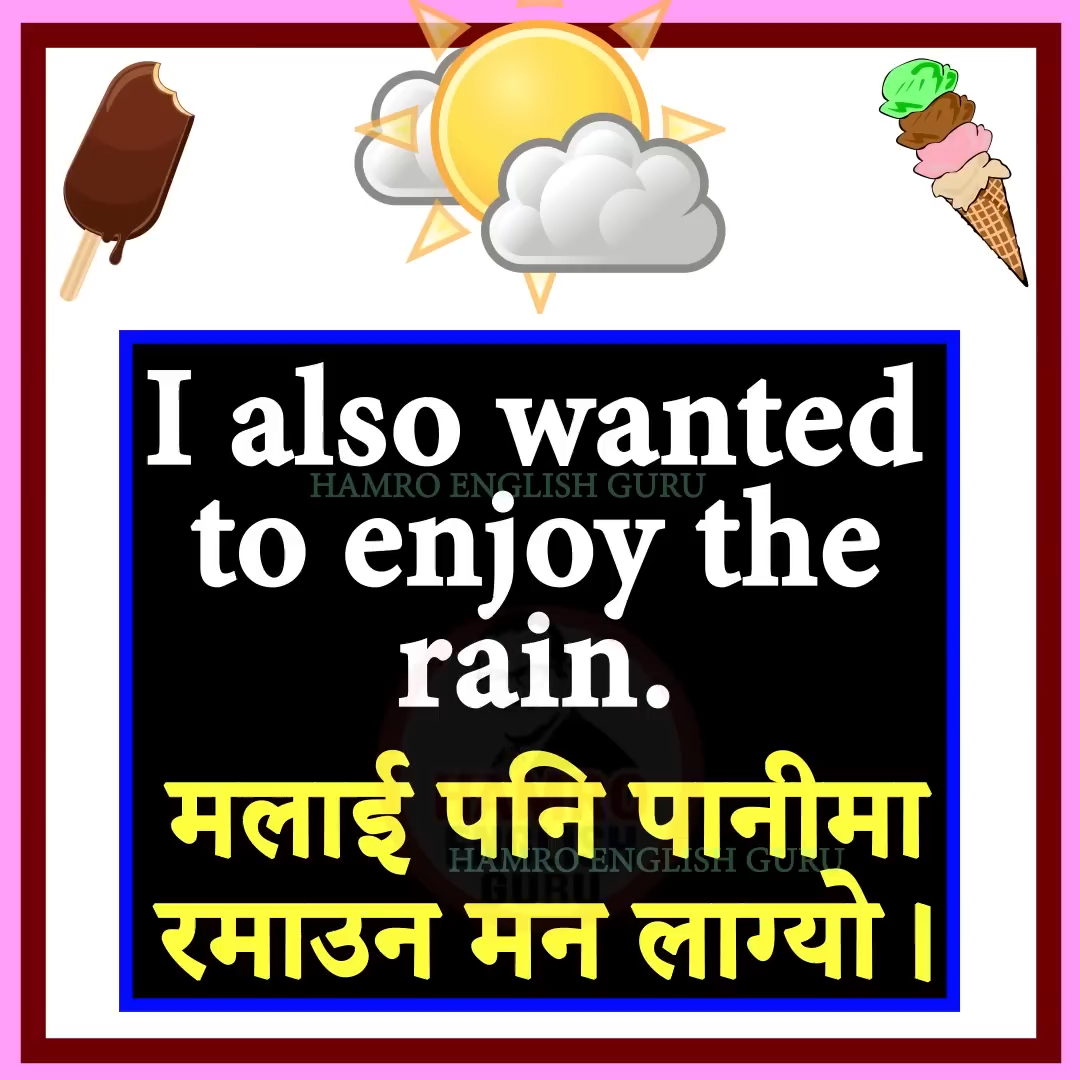 I also wanted
HAMRO ENGLISH GURU
to enjoy the
rain.
मलाई पनि पानीमा
HAMRO ENGLISH GURU
रमाउन मन लाग्यो ।